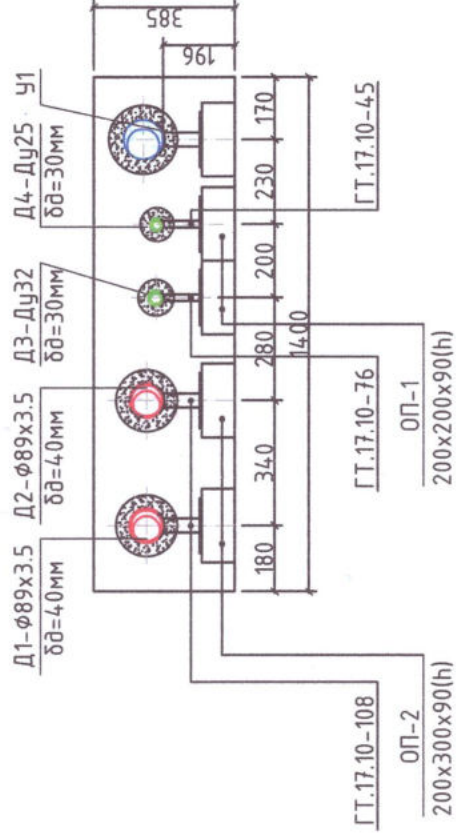 Д1-Ф89х3.5
δд=40мм
Д2-Ф89х3.5
δд=40мм
Д3-Ду32
δд=30мм
Д4-Ду25
δд=30мм
У1
385
196
180
340
280
200
230
170
1400
ГТ.17.10-108
ОП-2
200х300х90(h)
ГТ.17.10-76
ОП-1
200х200х90(h)
ГТ.17.10-45